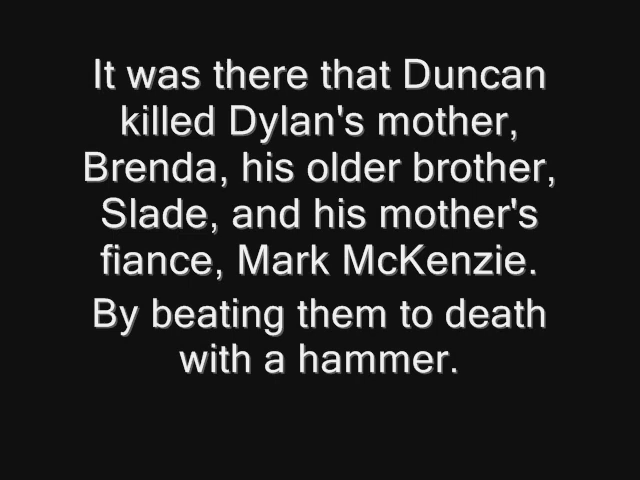 It was there that Duncan
killed Dylan's mother,
Brenda, his older brother,
Slade, and his mother's
fiance, Mark McKenzie.
By beating them to death
with a hammer.